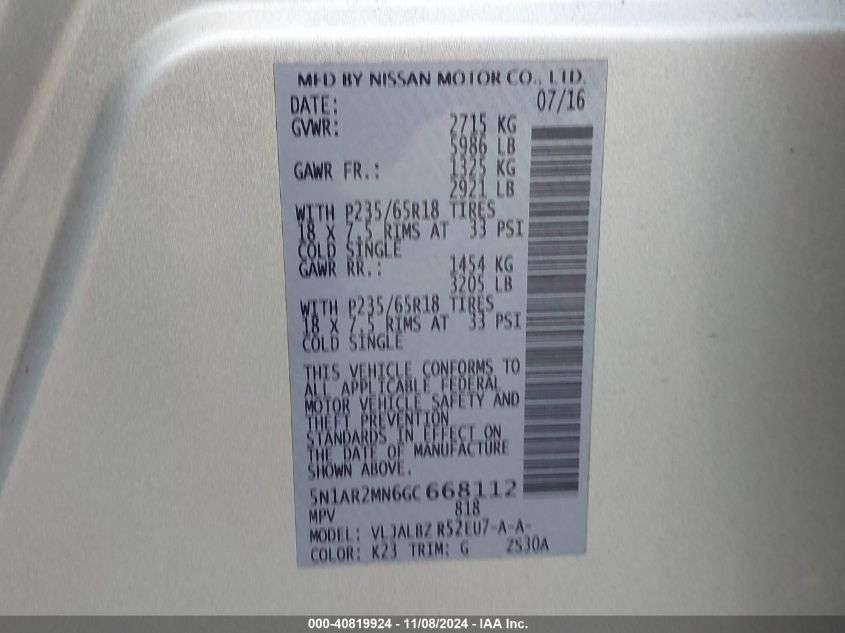 MFD BY NISSAN MOTOR CO., LTD.
DATE: 07/16
GVWR: 2715 KG
5986 LB
GAWR FR.: 1325 KG
2921 LB
WITH P235/65R18 TIRES
18 X 7.5 RIMS AT 33 PSI
COLD SINGLE
GAWR RR.: 1454 KG
3205 LB
WITH P235/65R18 TIRES
18 X 7.5 RIMS AT 33 PSI
COLD SINGLE
THIS VEHICLE CONFORMS TO
ALL APPLICABLE FEDERAL
MOTOR VEHICLE SAFETY AND
THEFT PREVENTION
STANDARDS IN EFFECT ON
THE DATE OF MANUFACTURE
SHOWN ABOVE.
5N1AR2MN6GC 668112
MPV 818
MODEL: VLJALBZ R52EU7-A-A-
COLOR: K23 TRIM: G ZS30A
000-40819924 - 11/08/2024 - IAA Inc.